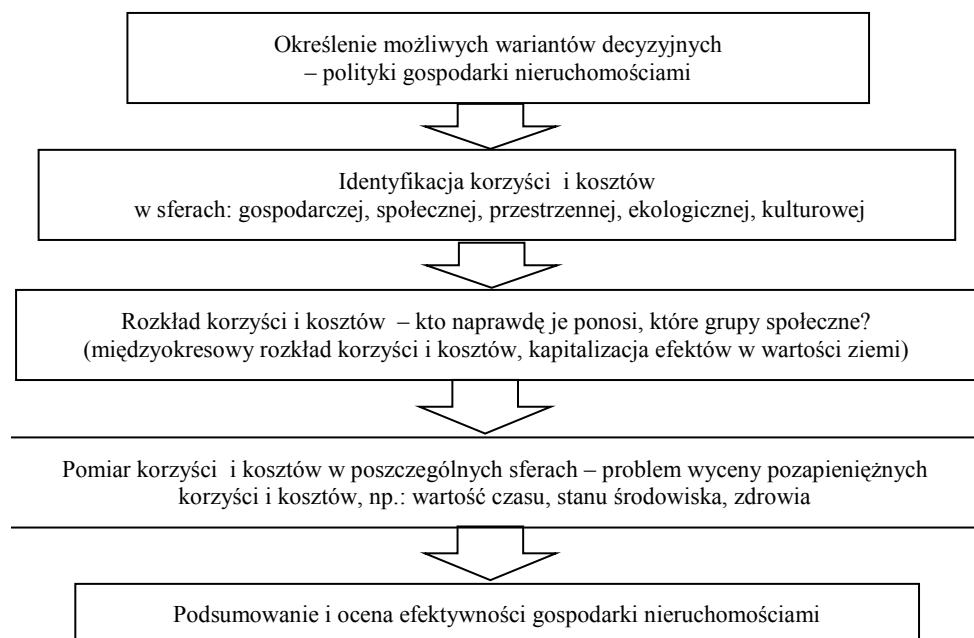 Określenie możliwych wariantów decyzyjnych
– polityki gospodarki nieruchomościami
Identyfikacja korzyści i kosztów
w sferach: gospodarczej, społecznej, przestrzennej, ekologicznej, kulturowej
Rozkład korzyści i kosztów – kto naprawdę je ponosi, które grupy społeczne?
(międzyokresowy rozkład korzyści i kosztów, kapitalizacja efektów w wartości ziemi)
Pomiar korzyści i kosztów w poszczególnych sferach – problem wyceny pozapieniężnych
korzyści i kosztów, np.: wartość czasu, stanu środowiska, zdrowia
Podsumowanie i ocena efektywności gospodarki nieruchomościami